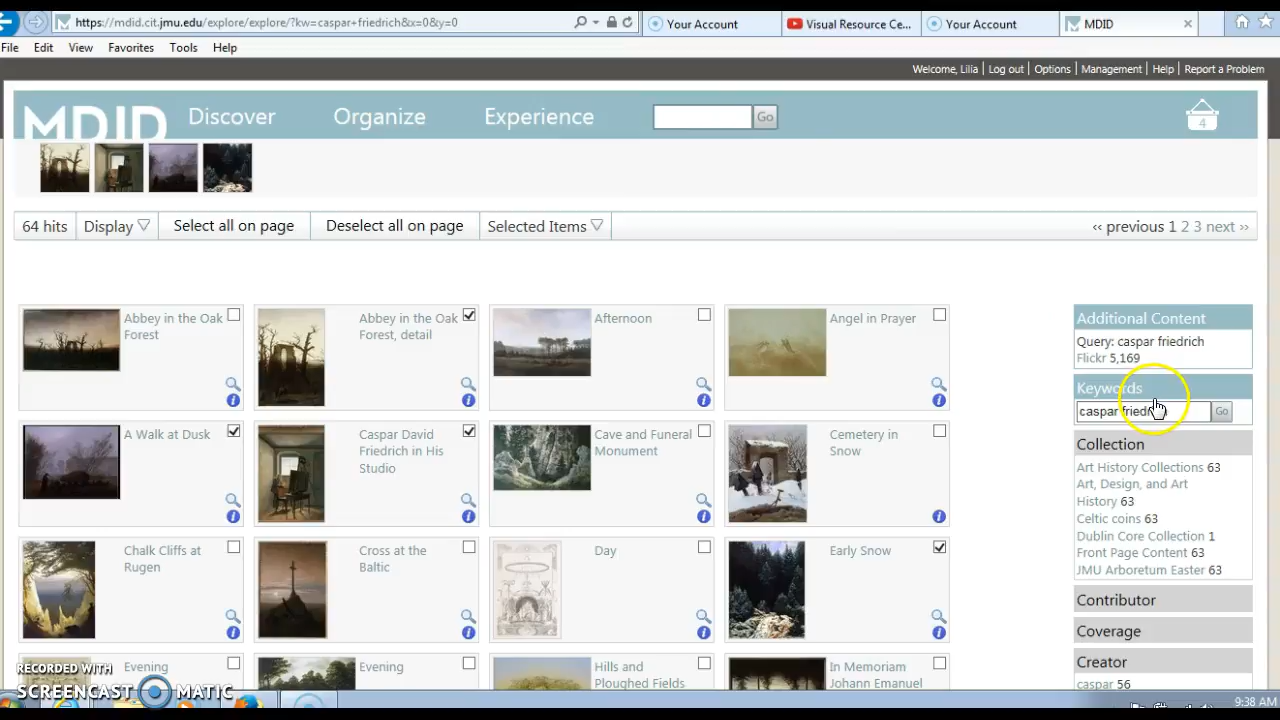 https://mdid.cit.jmu.edu/explore/explore/?kw=caspar+friedrich&x=0&y=0
Your Account
Visual Resource Ce...
Your Account
MDID
File Edit View Favorites Tools Help
Welcome, Lilia | Log out | Options | Management | Help | Report a Problem
MDID Discover Organize Experience Go 4
64 hits Display Select all on page Deselect all on page Selected Items ‹‹ previous 1 2 3 next ››
Abbey in the Oak
Forest
Abbey in the Oak
Forest, detail
Afternoon
Angel in Prayer
A Walk at Dusk
Caspar David
Friedrich in His
Studio
Cave and Funeral
Monument
Cemetery in
Snow
Chalk Cliffs at
Rugen
Cross at the
Baltic
Day
Early Snow
Evening
Evening
Hills and
Ploughed Fields
In Memoriam
Johann Emanuel
Additional Content
Query: caspar friedrich
Flickr 5,169
Keywords
caspar friedrich Go
Collection
Art History Collections 63
Art, Design, and Art
History 63
Celtic coins 63
Dublin Core Collection 1
Front Page Content 63
JMU Arboretum Easter 63
Contributor
Coverage
Creator
caspar 56
RECORDED WITH
SCREENCAST MATIC
9:38 AM